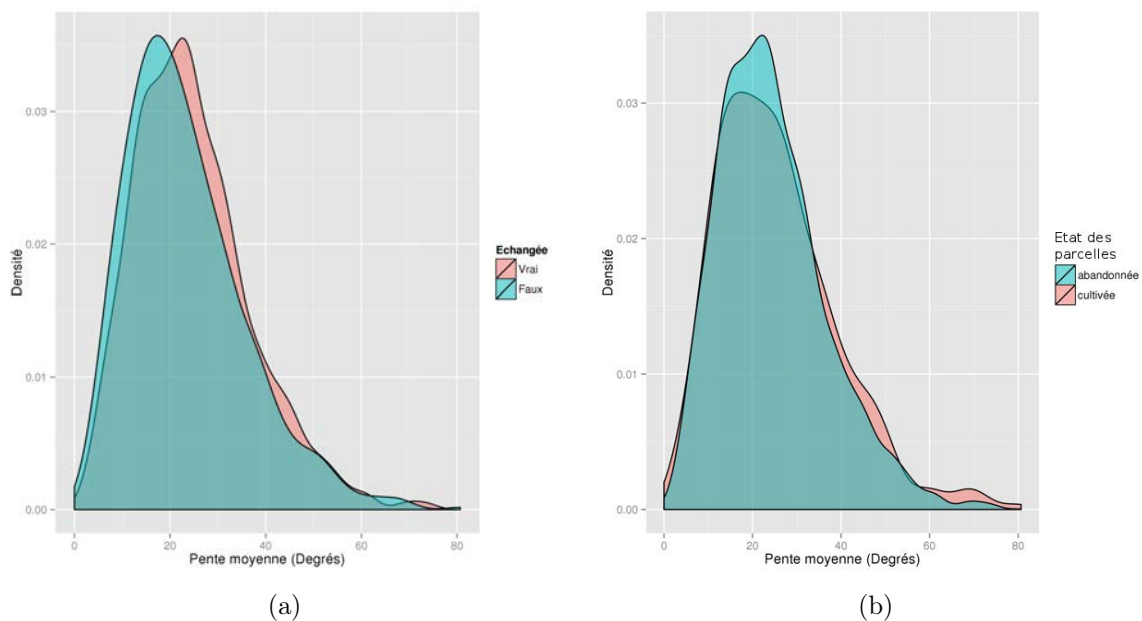 0.03
0.02
0.01
0.00
Densité
0 20 40 60 80
Pente moyenne (Degrés)
Echangée
Vrai
Faux
(a)
0.03
0.02
0.01
0.00
Densité
0 20 40 60 80
Pente moyenne (Degrés)
Etat des
parcelles
abandonnée
cultivée
(b)